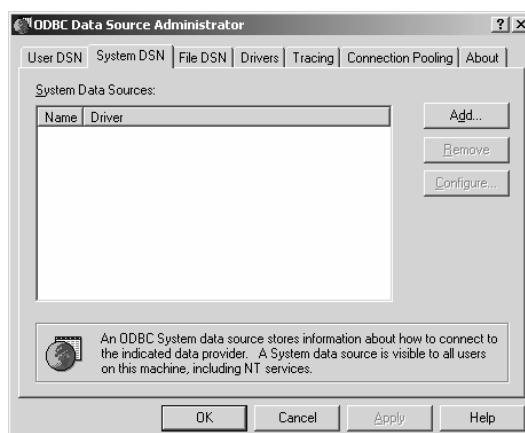 ODBC Data Source Administrator
User DSN System DSN File DSN Drivers Tracing Connection Pooling About
System Data Sources:
Name Driver
Add...
Remove
Configure...
An ODBC System data source stores information about how to connect to
the indicated data provider. A System data source is visible to all users
on this machine, including NT services.
OK Cancel Apply Help